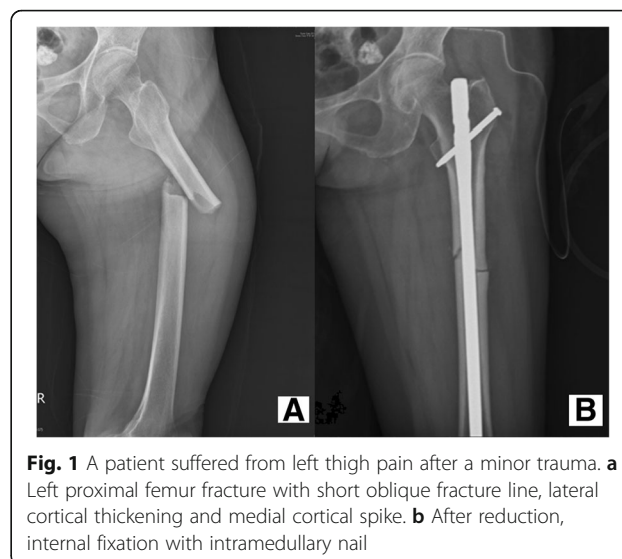 R
A
B
Fig. 1 A patient suffered from left thigh pain after a minor trauma. a
Left proximal femur fracture with short oblique fracture line, lateral
cortical thickening and medial cortical spike. b After reduction,
internal fixation with intramedullary nail